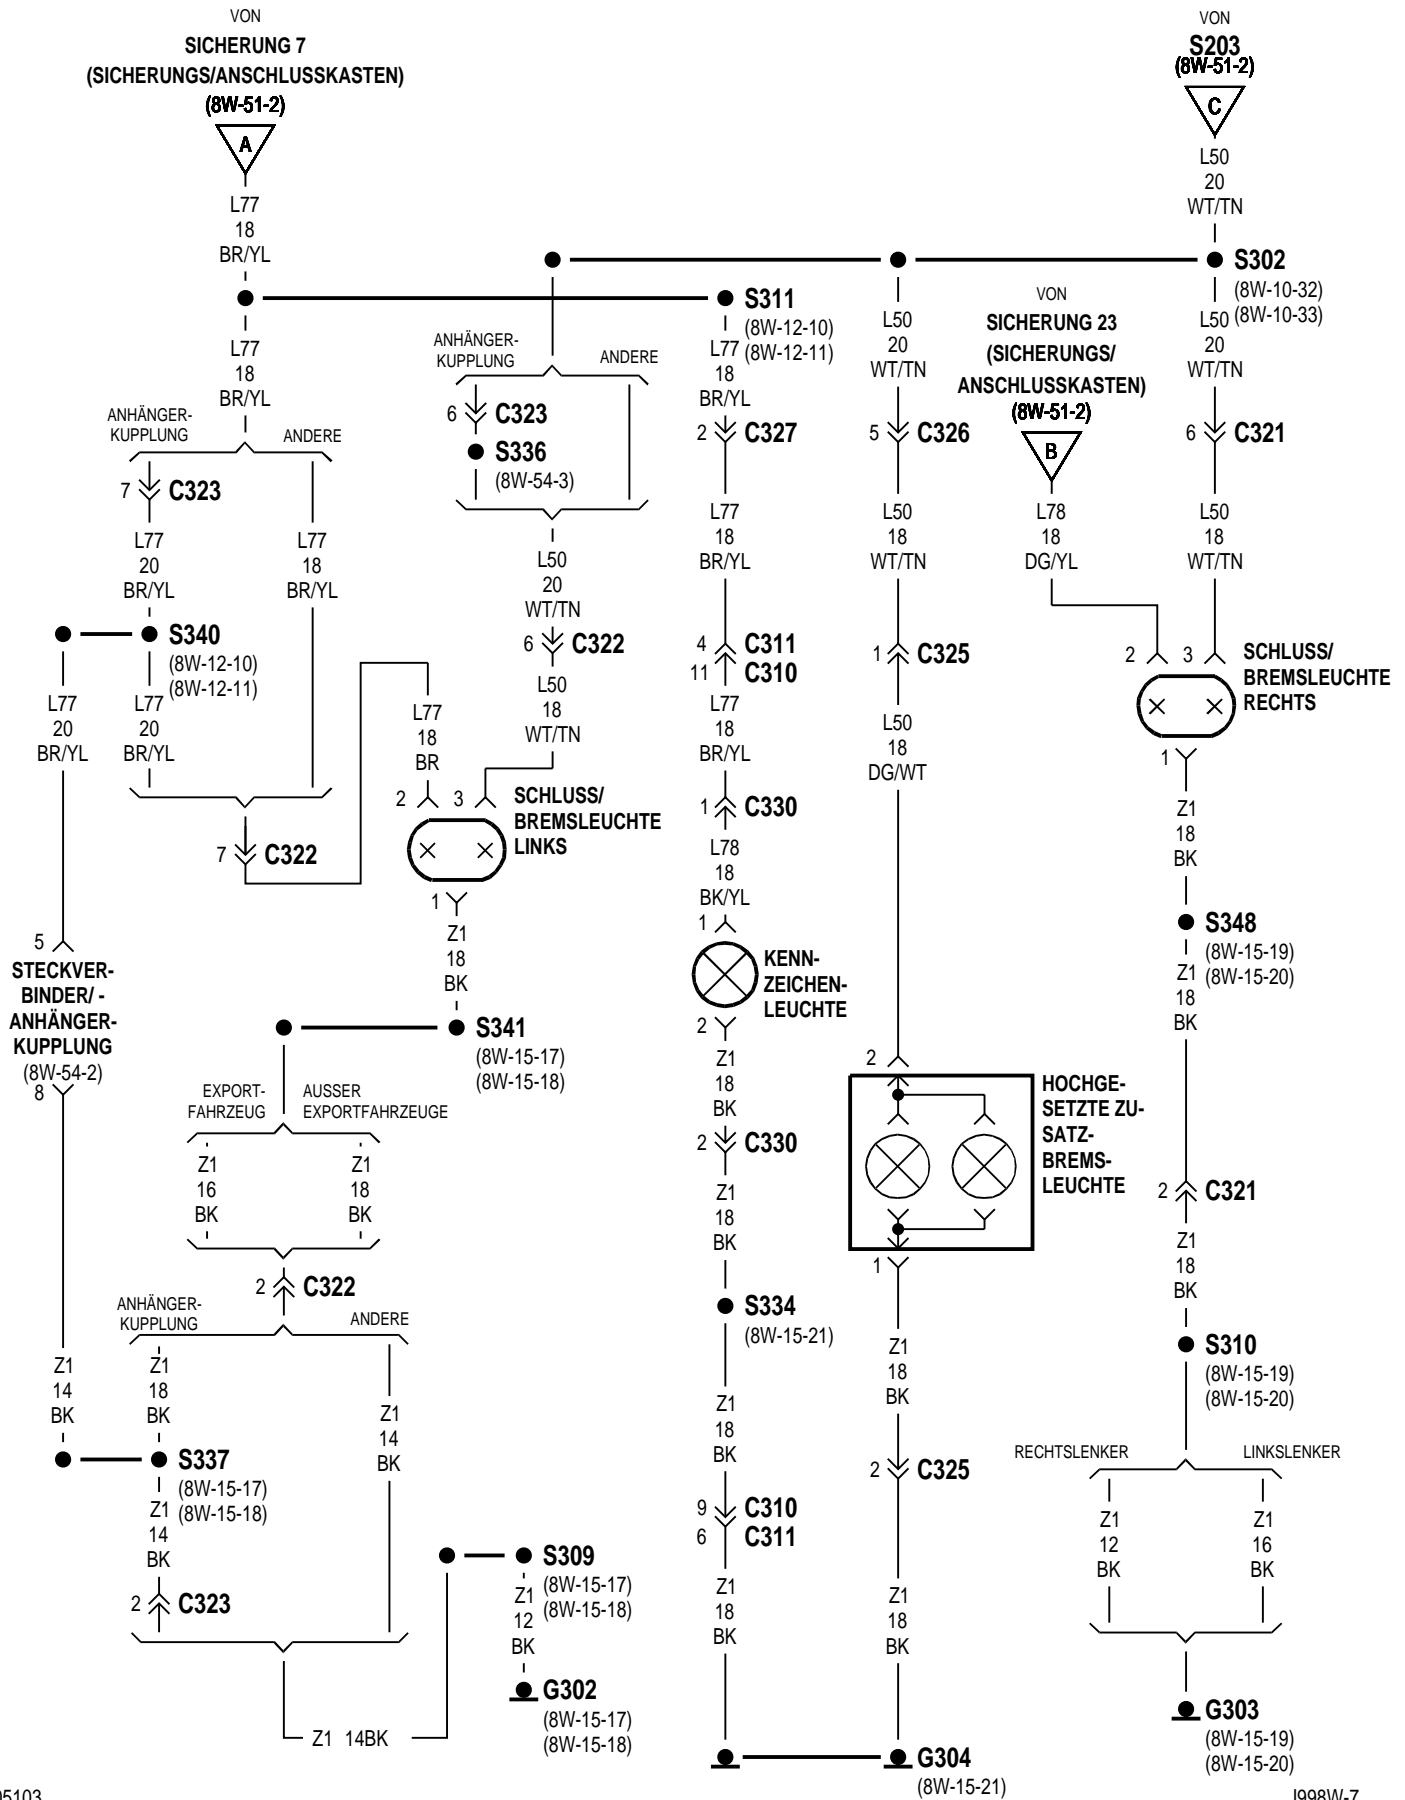 VON
SICHERUNG 7
(SICHERUNGS/ANSCHLUSSKASTEN)
(8W-51-2)
A
L77
18
BR/YL
L77
18
BR/YL
ANHÄNGER-
KUPPLUNG
ANDERE
7
C323
L77
20
BR/YL
L77
18
BR/YL
S340
(8W-12-10)
(8W-12-11)
L77
20
BR/YL
L77
20
BR/YL
7
C322
5
STECKVER-
BINDER/ -
ANHÄNGER-
KUPPLUNG
(8W-54-2)
8
L77
18
BR
ANHÄNGER-
KUPPLUNG
ANDERE
6
C323
S336
(8W-54-3)
L50
20
WT/TN
6
C322
L50
18
WT/TN
2
3
SCHLUSS/
BREMSLEUCHTE
LINKS
1
Z1
18
BK
S341
(8W-15-17)
(8W-15-18)
EXPORT-
FAHRZEUG
AUSSER
EXPORTFAHRZEUGE
Z1
16
BK
Z1
18
BK
2
C322
ANHÄNGER-
KUPPLUNG
ANDERE
Z1
14
BK
Z1
18
BK
Z1
14
BK
S337
(8W-15-17)
(8W-15-18)
Z1
14
BK
2
C323
Z1 14BK
S309
(8W-15-17)
(8W-15-18)
Z1
12
BK
G302
(8W-15-17)
(8W-15-18)
S311
(8W-12-10)
(8W-12-11)
L77
18
BR/YL
2
C327
L77
18
BR/YL
4
C311
11
C310
L77
18
BR/YL
1
C330
L78
18
BK/YL
1
KENN-
ZEICHEN-
LEUCHTE
2
Z1
18
BK
2
C330
Z1
18
BK
S334
(8W-15-21)
Z1
18
BK
9
C310
6
C311
Z1
18
BK
L50
20
WT/TN
5
C326
L50
18
WT/TN
1
C325
L50
18
DG/WT
2
HOCHGE-
SETZTE ZU-
SATZ-
BREMS-
LEUCHTE
1
Z1
18
BK
2
C325
Z1
18
BK
G304
(8W-15-21)
VON
SICHERUNG 23
(SICHERUNGS/
ANSCHLUSSKASTEN)
(8W-51-2)
B
L78
18
DG/YL
VON
S203
(8W-51-2)
C
L50
20
WT/TN
S302
(8W-10-32)
(8W-10-33)
L50
20
WT/TN
6
C321
L50
18
WT/TN
2
3
SCHLUSS/
BREMSLEUCHTE
RECHTS
1
Z1
18
BK
S348
(8W-15-19)
(8W-15-20)
Z1
18
BK
2
C321
Z1
18
BK
S310
(8W-15-19)
(8W-15-20)
RECHTSLENKER
LINKSLENKER
Z1
12
BK
Z1
16
BK
G303
(8W-15-19)
(8W-15-20)